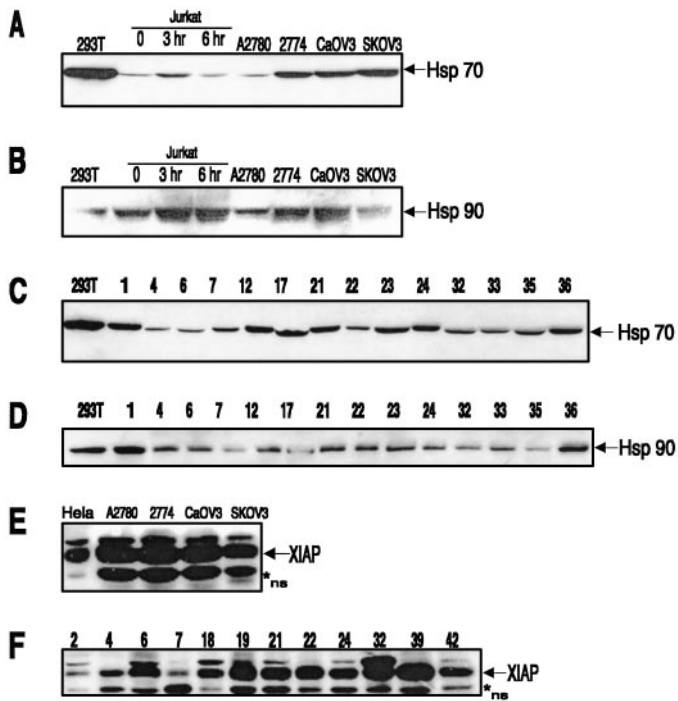 A
Jurkat
293T 0 3 hr 6 hr A2780 2774 CaOV3 SKOV3
Hsp 70
B
Jurkat
293T 0 3 hr 6 hr A2780 2774 CaOV3 SKOV3
Hsp 90
C
293T 1 4 6 7 12 17 21 22 23 24 32 33 35 36
Hsp 70
D
293T 1 4 6 7 12 17 21 22 23 24 32 33 35 36
Hsp 90
E
Hela A2780 2774 CaOV3 SKOV3
XIAP
*ns
F
2 4 6 7 18 19 21 22 24 32 39 42
XIAP
*ns